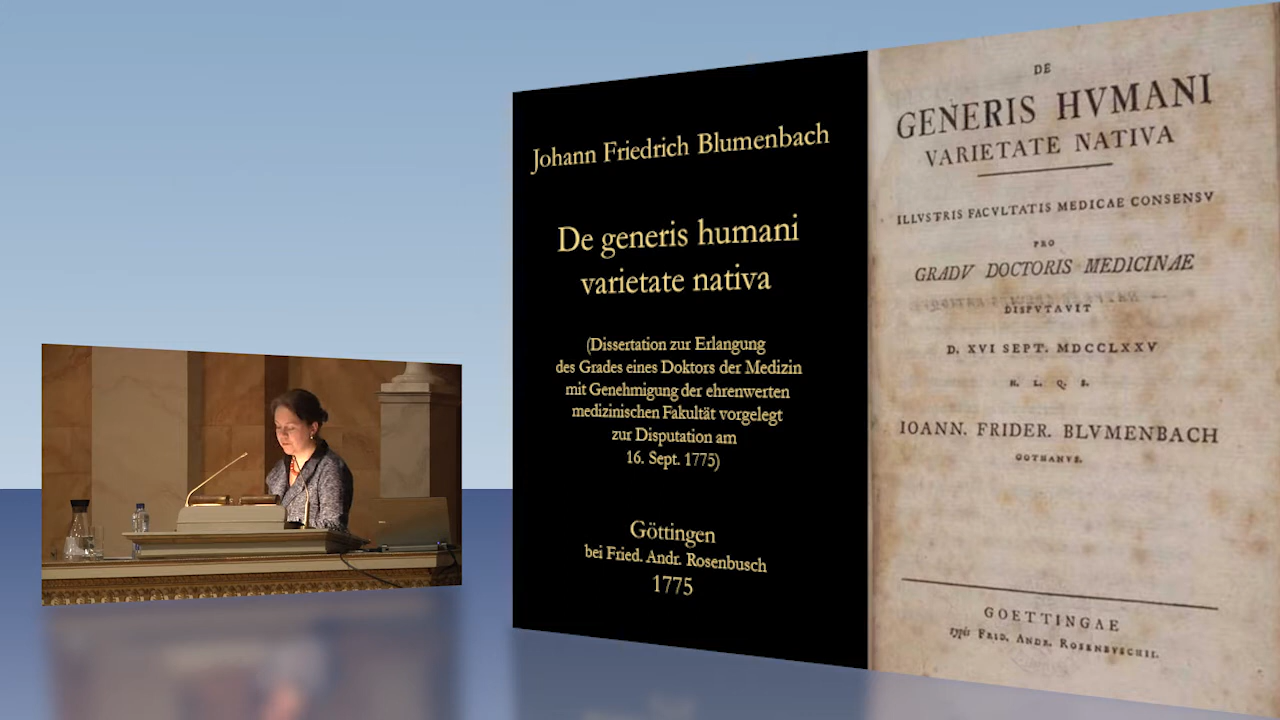 Johann Friedrich Blumenbach
De generis humani
varietate nativa
(Dissertation zur Erlangung
des Grades eines Doktors der Medizin
mit Genehmigung der ehrenwerten
medizinischen Fakultät vorgelegt
zur Disputation am
16. Sept. 1775)
Göttingen
bei Fried. Andr. Rosenbusch
1775
DE
GENERIS HVMANI
VARIETATE NATIVA
ILLVSTRIS FACVLTATIS MEDICAE CONSENSV
PRO
GRADV DOCTORIS MEDICINAE
DISPVTAVIT
D. XVI SEPT. MDCCLXXV
H. L. Q. S.
IOANN. FRIDER. BLVMENBACH
GOTHANVS.
GOETTINGAE
typis FRID. ANDR. ROSENBVSCHII.